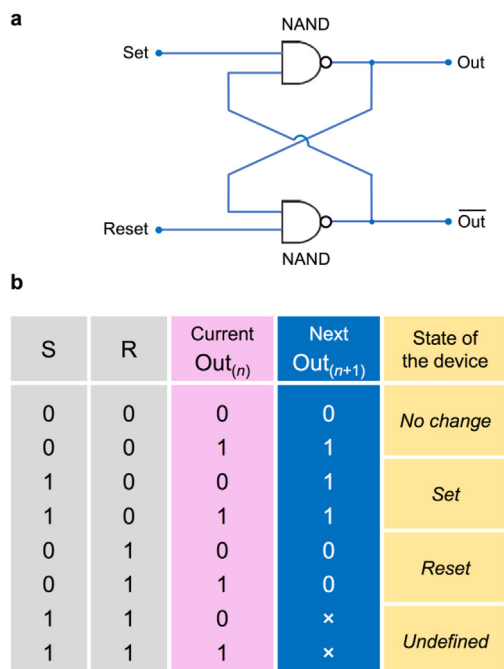 a
NAND
Set
Out
Reset
O̅u̅t̅
NAND
b
S R Current Out(n) Next Out(n+1) State of the device
0 0 0 0 No change
0 0 1 1
1 0 0 1 Set
1 0 1 1
0 1 0 0 Reset
0 1 1 0
1 1 0 × Undefined
1 1 1 ×